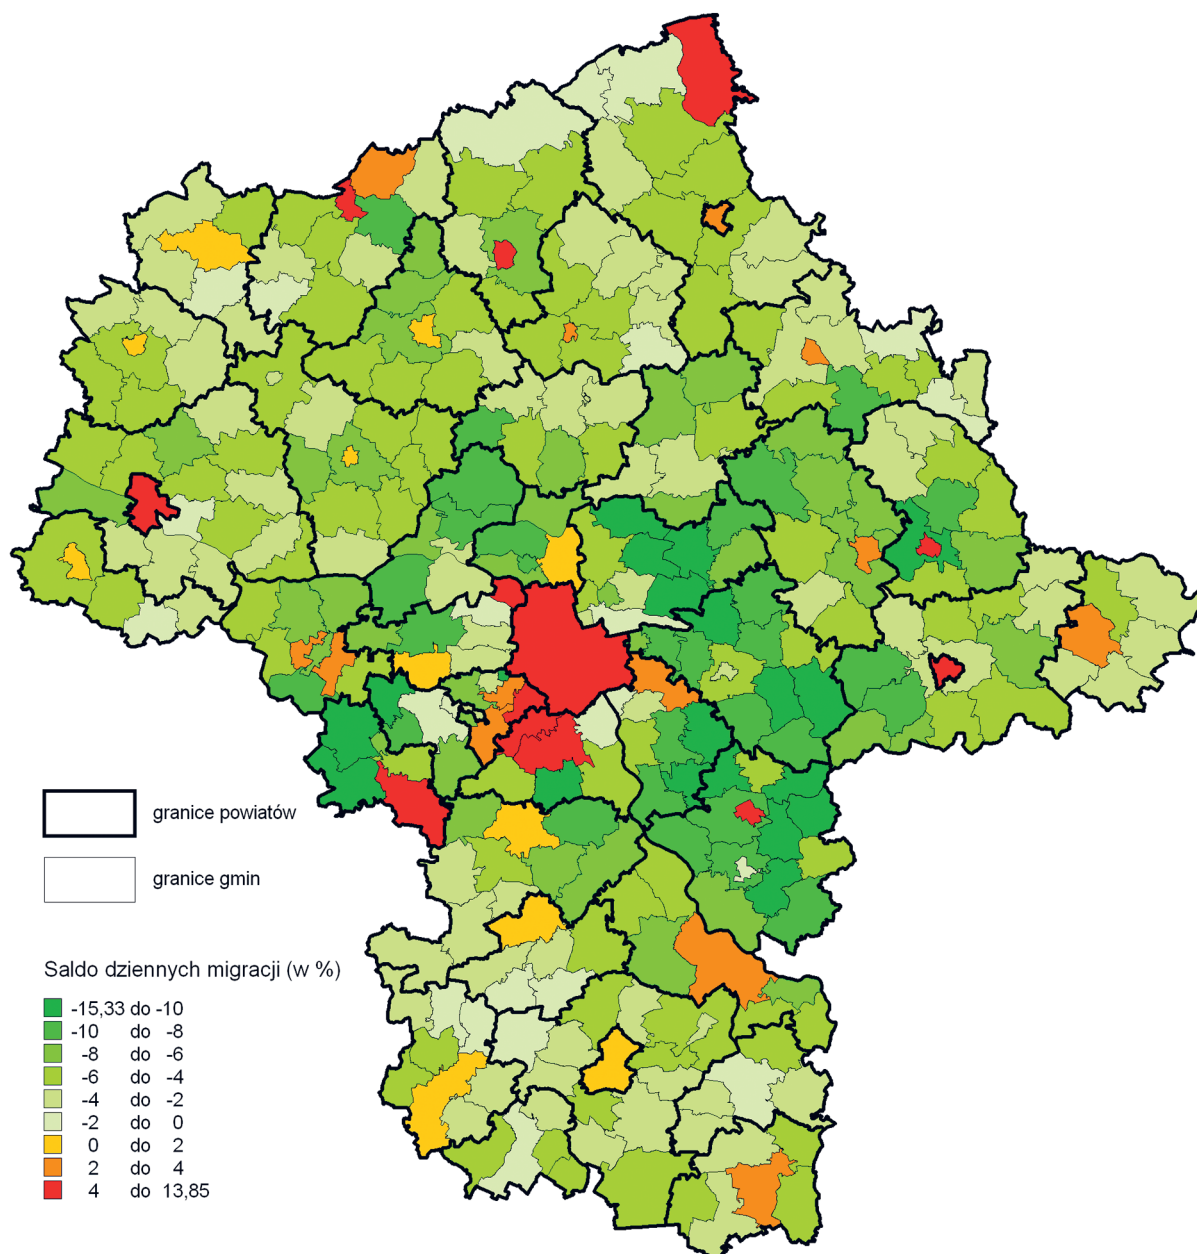 granice powiatów
granice gmin
Saldo dziennych migracji (w %)
-15,33 do -10
-10 do -8
-8 do -6
-6 do -4
-4 do -2
-2 do 0
0 do 2
2 do 4
4 do 13,85